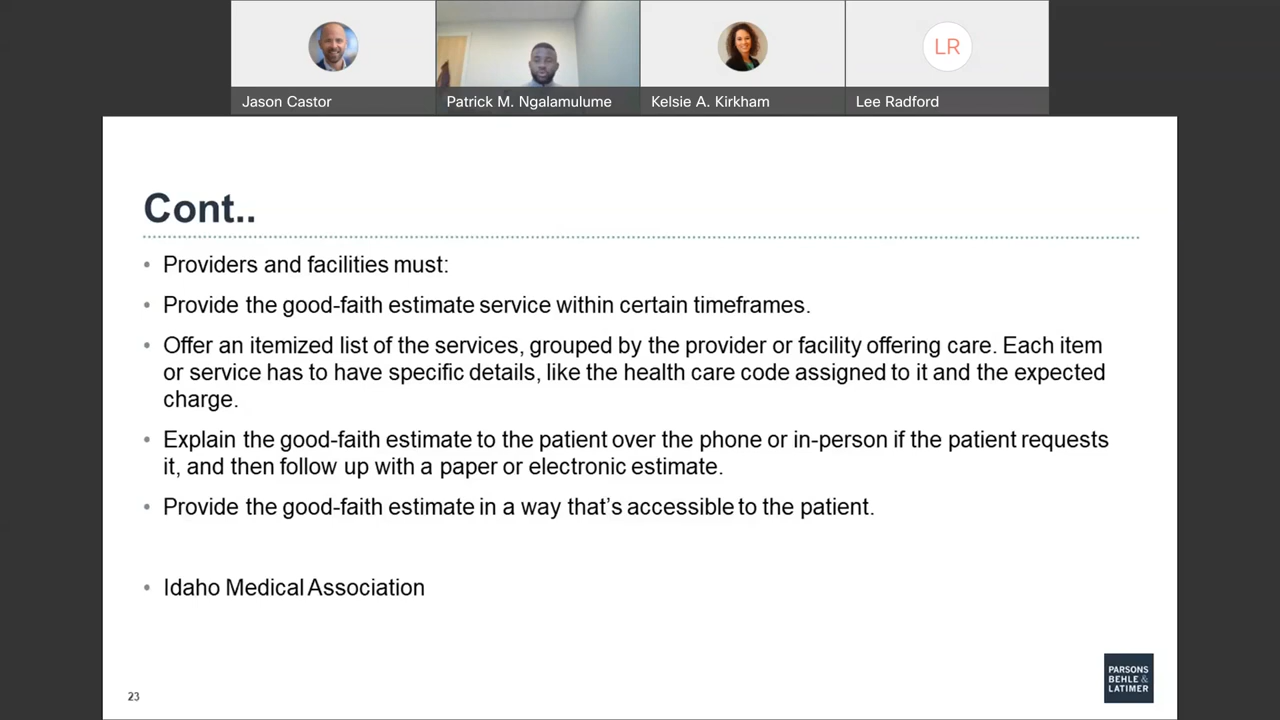 LR
Jason Castor
Patrick M. Ngalamulume
Kelsie A. Kirkham
Lee Radford
Cont..
• Providers and facilities must:
• Provide the good-faith estimate service within certain timeframes.
• Offer an itemized list of the services, grouped by the provider or facility offering care. Each item
or service has to have specific details, like the health care code assigned to it and the expected
charge.
• Explain the good-faith estimate to the patient over the phone or in-person if the patient requests
it, and then follow up with a paper or electronic estimate.
• Provide the good-faith estimate in a way that’s accessible to the patient.
• Idaho Medical Association
23
PARSONS
BEHLE &
LATIMER